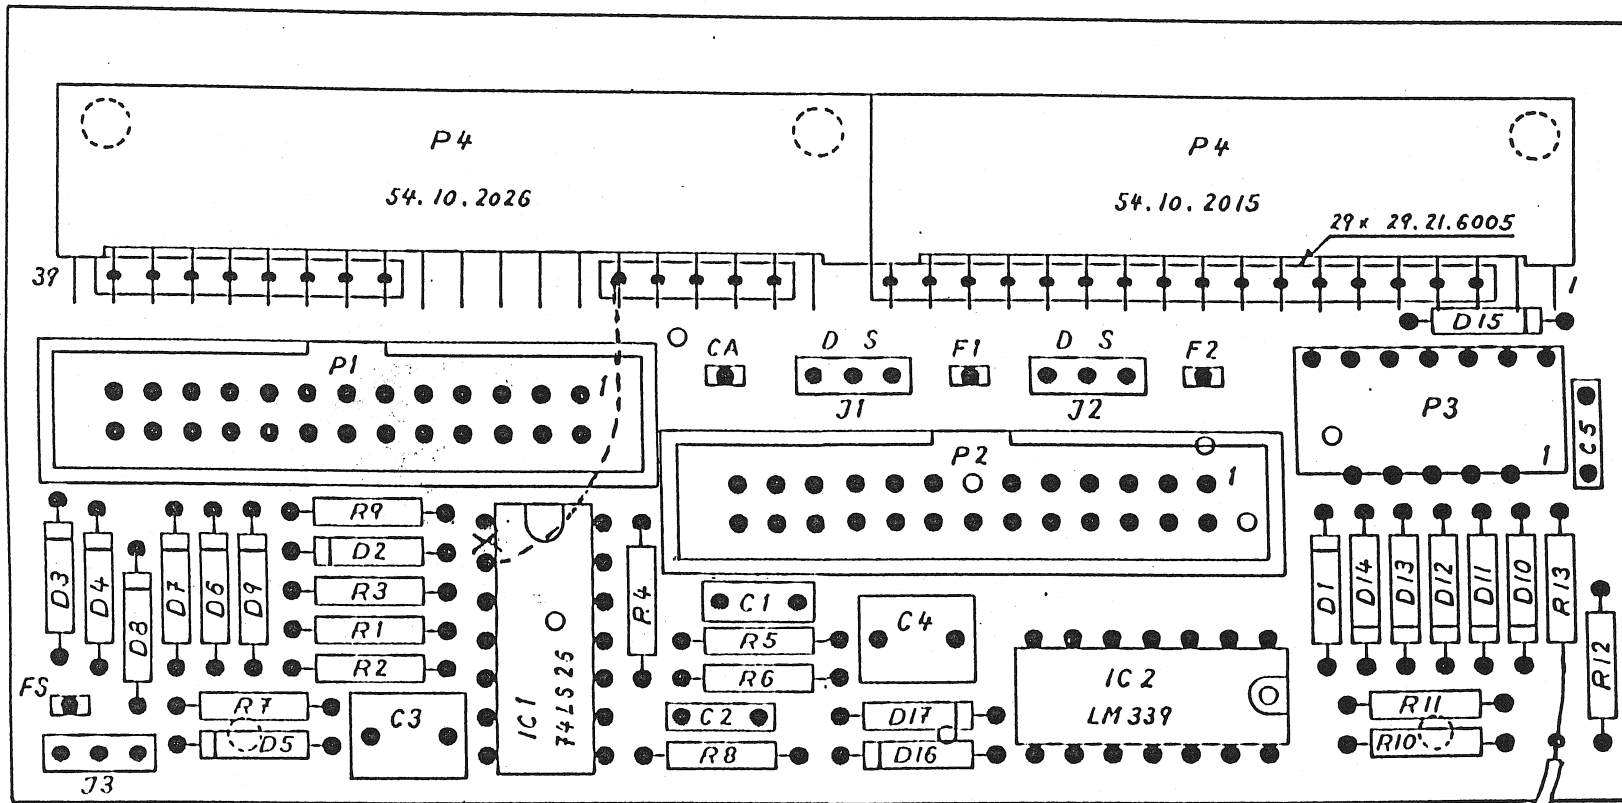 P4
P4
54.10.2026
54.10.2015
29x 29.21.6005
39
1
D15
CA
D S
F1
D S
F2
P1
1
J1
J2
P3
1
C5
P2
1
R9
D2
R3
R1
R2
D3
D4
D8
D7
D6
D9
R4
C1
R5
R6
C4
D1
D14
D13
D12
D11
D10
R13
R12
FS
R7
D5
C3
IC1
74LS25
C2
R8
D17
D16
IC2
LM339
R11
R10
J3